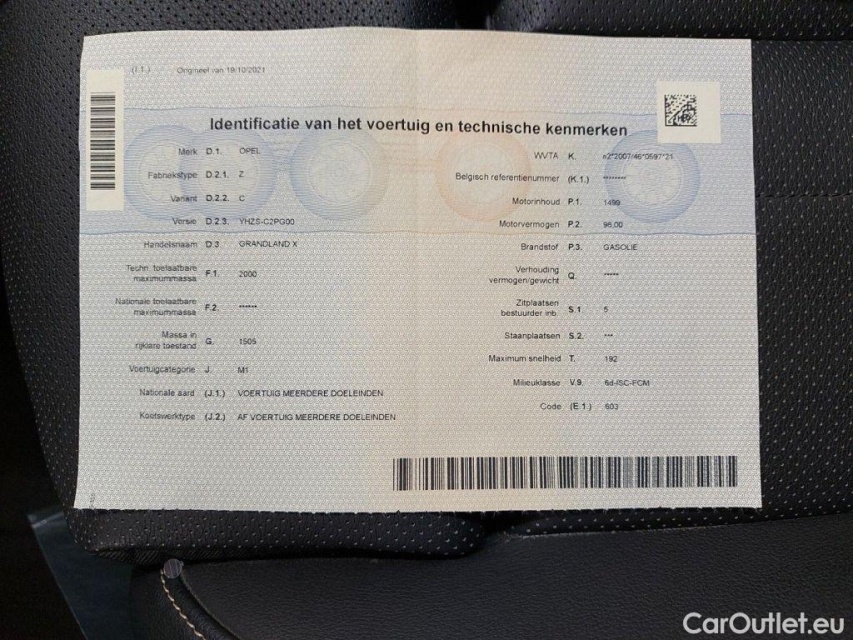 (I.1.) Origineel van 19/10/2021
Identificatie van het voertuig en technische kenmerken
Merk D.1. OPEL
Fabriekstype D.2.1. Z
Variant D.2.2. C
Versie D.2.3. YHZS-C2PG00
Handelsnaam D.3. GRANDLAND X
Techn. toelaatbare
maximummassa F.1. 2000
Nationale toelaatbare
maximummassa F.2. ******
Massa in
rijklare toestand G. 1505
Voertuigcategorie J. M1
Nationale aard (J.1.) VOERTUIG MEERDERE DOELEINDEN
Koetswerktype (J.2.) AF VOERTUIG MEERDERE DOELEINDEN
WVTA K. e2*2007/46*0597*21
Belgisch referentienummer (K.1.) *******
Motorinhoud P.1. 1499
Motorvermogen P.2. 96.00
Brandstof P.3. GASOLIE
Verhouding
vermogen/gewicht Q. *****
Zitplaatsen
bestuurder inb. S.1 5
Staanplaatsen S.2. ***
Maximum snelheid T. 192
Milieuklasse V.9. 6d-ISC-FCM
Code (E.1.) 603
CarOutlet.eu